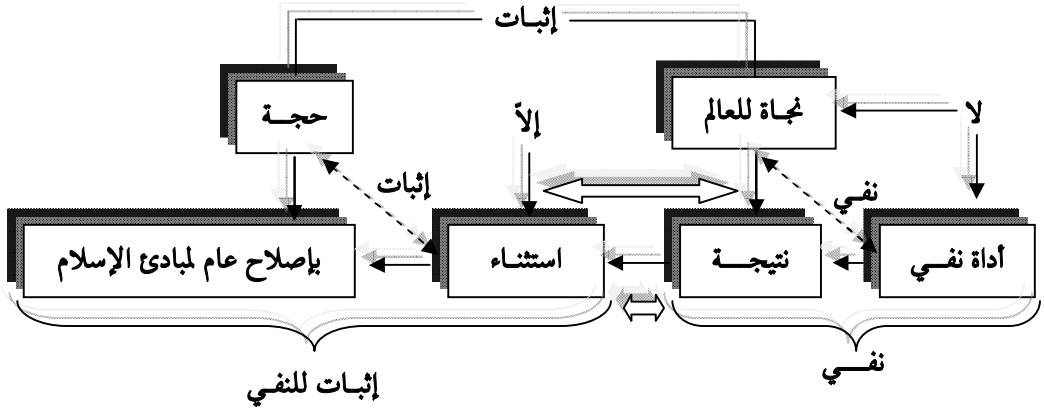 إثبات
لا
نجاة للعالم
إلاّ
حجة
نفي
إثبات
أداة نفي
نتيجة
استثناء
بإصلاح عام لمبادئ الإسلام
نفي
إثبات للنفي